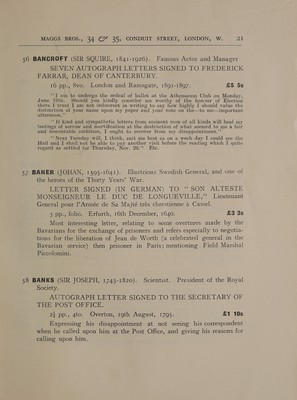 MAGGS BROS., 34 & 35, CONDUIT STREET, LONDON, W. 21
56 BANCROFT (SIR SQUIRE, 1841-1926). Famous Actor and Manager
SEVEN AUTOGRAPH LETTERS SIGNED TO FREDERICK
FARRAR, DEAN OF CANTERBURY.
16 pp., 8vo. London and Ramsgate, 1891-1897. £5 5s
" I am to undergo the ordeal of ballot at the Athenæum Club on Monday,
June 10th. Should you kindly consider me worthy of the honour of Election
there I trust I am not indiscreet in writing to say how highly I should value the
distinction of your name upon my paper and your vote on the—to me—important
afternoon."
" If kind and sympathetic letters from eminent men of all kinds will heal my
feelings of sorrow and mortification at the destruction of what seemed to me a fair
and honourable ambition, I ought to recover from my disappointment."
" Next Tuesday will, I think, suit me best as on a week day I could see the
Hall and I shall not be able to pay another visit before the reading which I quite
regard as settled for Thursday, Nov. 26." Etc.
57 BANER (JOHAN, 1595-1641). Illustrious Swedish General, and one of
the heroes of the Thirty Years' War.
LETTER SIGNED (IN GERMAN) TO " SON ALTESTE
MONSEIGNEUR LE DUC DE LONGUEVILLE," Lieutenant
General pour l'Armée de Sa Majté très chrestienne à Cassel.
3 pp., folio. Erfurth, 16th December, 1640. £3 3s
Most interesting letter, relating to some overtures made by the
Bavarians for the exchange of prisoners and refers especially to negotia-
tions for the liberation of Jean de Worth (a celebrated general in the
Bavarian service) then prisoner in Paris; mentioning Field Marshal
Piccolomini.
58 BANKS (SIR JOSEPH, 1743-1820). Scientist. President of the Royal
Society.
AUTOGRAPH LETTER SIGNED TO THE SECRETARY OF
THE POST OFFICE.
2½ pp., 4to. Overton, 19th August, 1795. £1 10s
Expressing his disappointment at not seeing his correspondent
when he called upon him at the Post Office, and giving his reasons for
calling upon him.